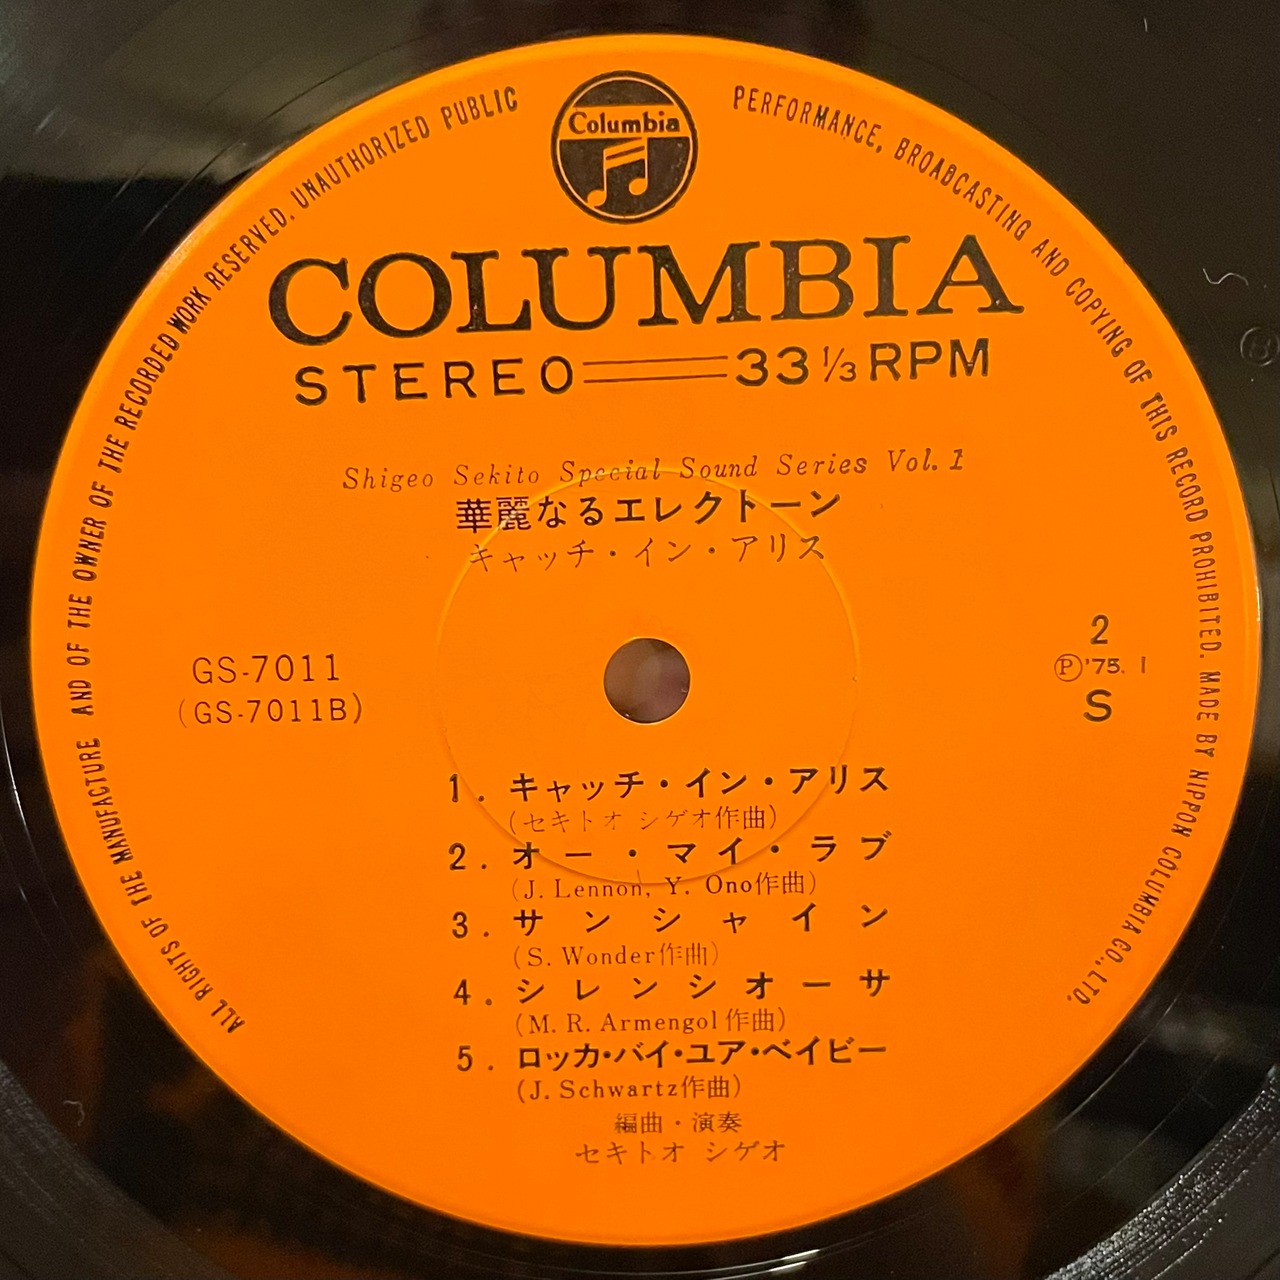 ALL RIGHTS OF THE MANUFACTURE AND OF THE OWNER OF THE RECORDED WORK RESERVED. UNAUTHORIZED PUBLIC PERFORMANCE, BROADCASTING AND COPYING OF THIS RECORD PROHIBITED. MADE BY NIPPON COLUMBIA CO., LTD.
Columbia
COLUMBIA
STEREO 33 1/3 RPM
Shigeo Sekito Special Sound Series Vol. 1
華麗なるエレクトーン
キャッチ・イン・アリス
GS-7011
(GS-7011B)
2
Ⓟ'75. 1
S
1. キャッチ・イン・アリス
(セキトオ シゲオ作曲)
2. オー・マイ・ラブ
(J. Lennon, Y. Ono作曲)
3. サンシャイン
(S. Wonder作曲)
4. シレンシオーサ
(M. R. Armengol作曲)
5. ロッカ・バイ・ユア・ベイビー
(J. Schwartz作曲)
編曲・演奏
セキトオ シゲオ